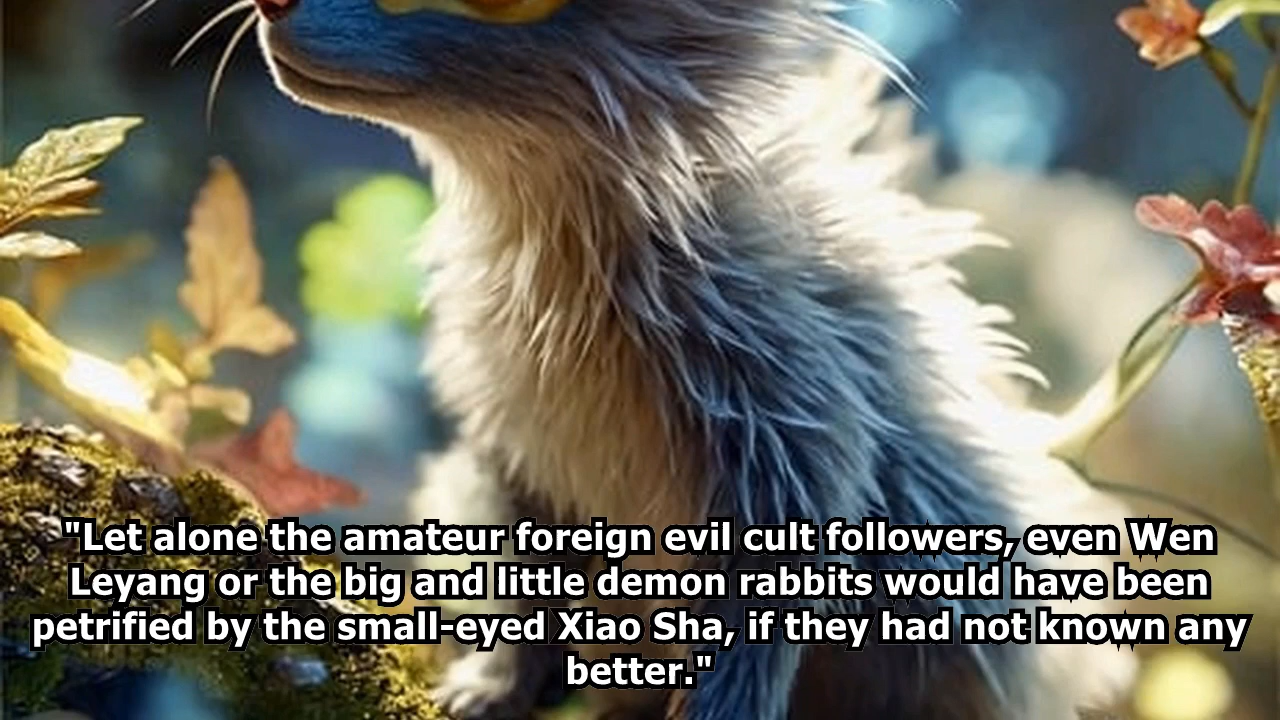 "Let alone the amateur foreign evil cult followers, even Wen
Leyang or the big and little demon rabbits would have been
petrified by the small-eyed Xiao Sha, if they had not known any
better."